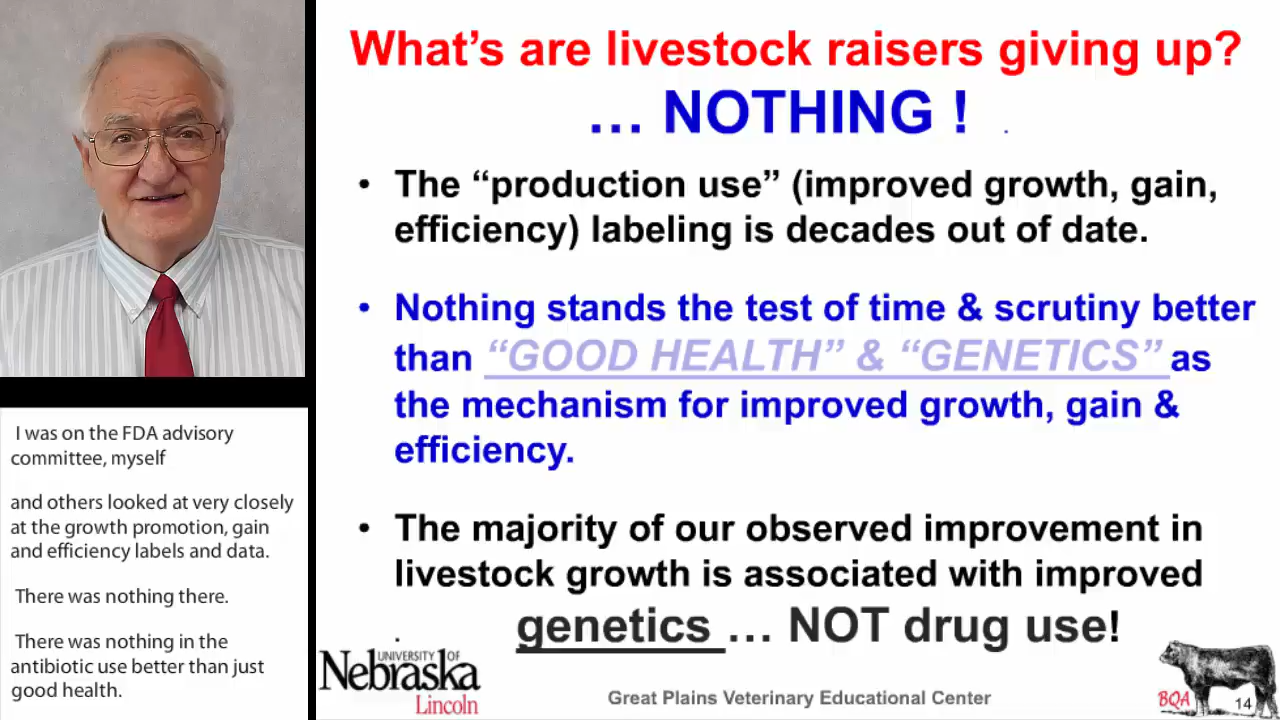 What's are livestock raisers giving up?
... NOTHING ! .
• The “production use” (improved growth, gain,
efficiency) labeling is decades out of date.
• Nothing stands the test of time & scrutiny better
than “GOOD HEALTH” & “GENETICS” as
the mechanism for improved growth, gain &
efficiency.
• The majority of our observed improvement in
livestock growth is associated with improved
. genetics ... NOT drug use!
UNIVERSITY OF
Nebraska
Lincoln
Great Plains Veterinary Educational Center
BQA
14
I was on the FDA advisory
committee, myself
and others looked at very closely
at the growth promotion, gain
and efficiency labels and data.
There was nothing there.
There was nothing in the
antibiotic use better than just
good health.